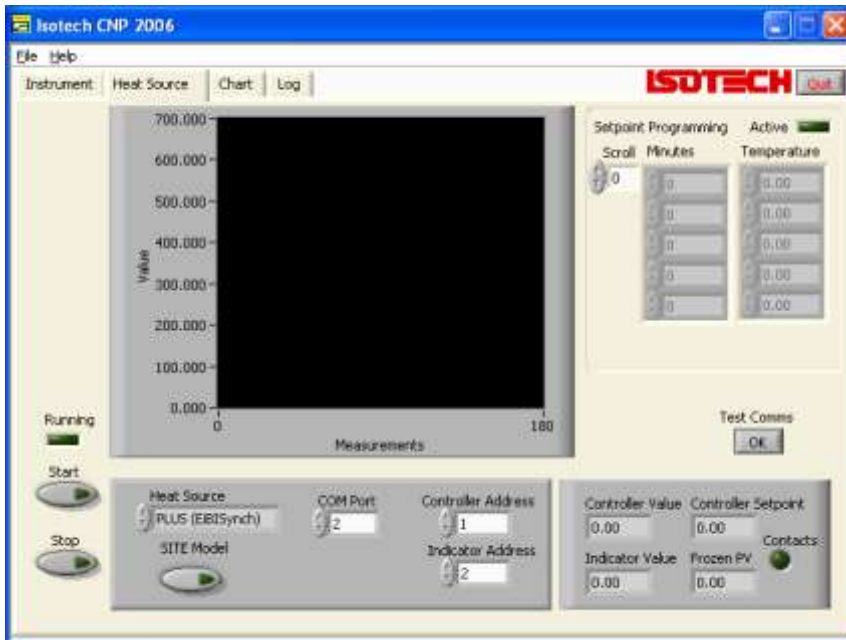 Isotech CNP 2006
File Help
Instrument Heat Source Chart Log ISOTECH Quit
700.000
600.000
500.000
400.000
300.000
200.000
100.000
0.000
Value
0 180
Measurements
Setpoint Programming Active
Scroll Minutes Temperature
0 0 0.00
0 0.00
0 0.00
0 0.00
0 0.00
Running
Start
Stop
Test Comms
OK
Heat Source COM Port Controller Address
PLUS (EiBISynch) 2 1
SITE Model Indicator Address
2
Controller Value Controller Setpoint
0.00 0.00
Contacts
Indicator Value Frozen PV
0.00 0.00